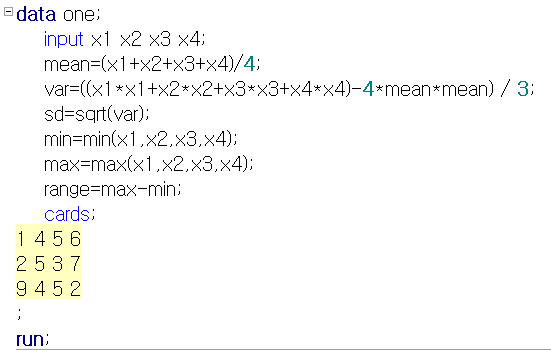 data one;
input x1 x2 x3 x4;
mean=(x1+x2+x3+x4)/4;
var=((x1*x1+x2*x2+x3*x3+x4*x4)-4*mean*mean) / 3;
sd=sqrt(var);
min=min(x1,x2,x3,x4);
max=max(x1,x2,x3,x4);
range=max-min;
cards;
1 4 5 6
2 5 3 7
9 4 5 2
;
run;